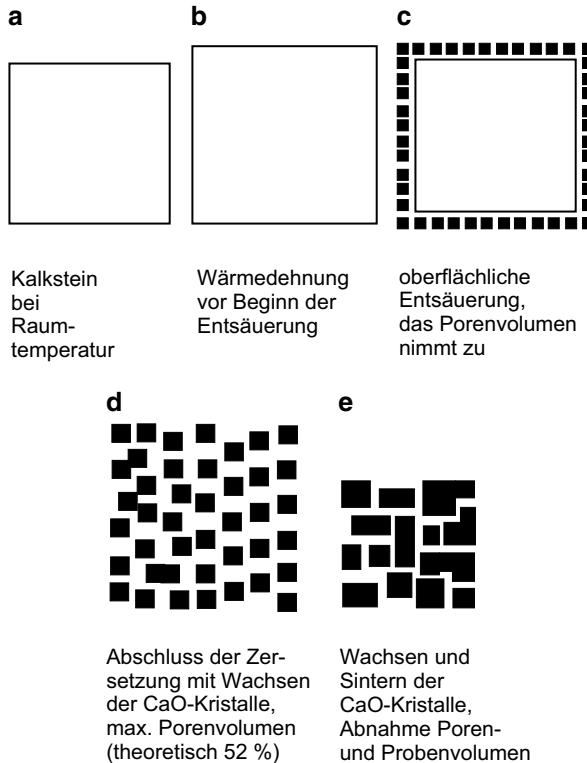 a
b
c
Kalkstein
bei
Raum-
temperatur
Wärmedehnung
vor Beginn der
Entsäuerung
oberflächliche
Entsäuerung,
das Porenvolumen
nimmt zu
d
e
Abschluss der Zer-
setzung mit Wachsen
der CaO-Kristalle,
max. Porenvolumen
(theoretisch 52 %)
Wachsen und
Sintern der
CaO-Kristalle,
Abnahme Poren-
und Probenvolumen